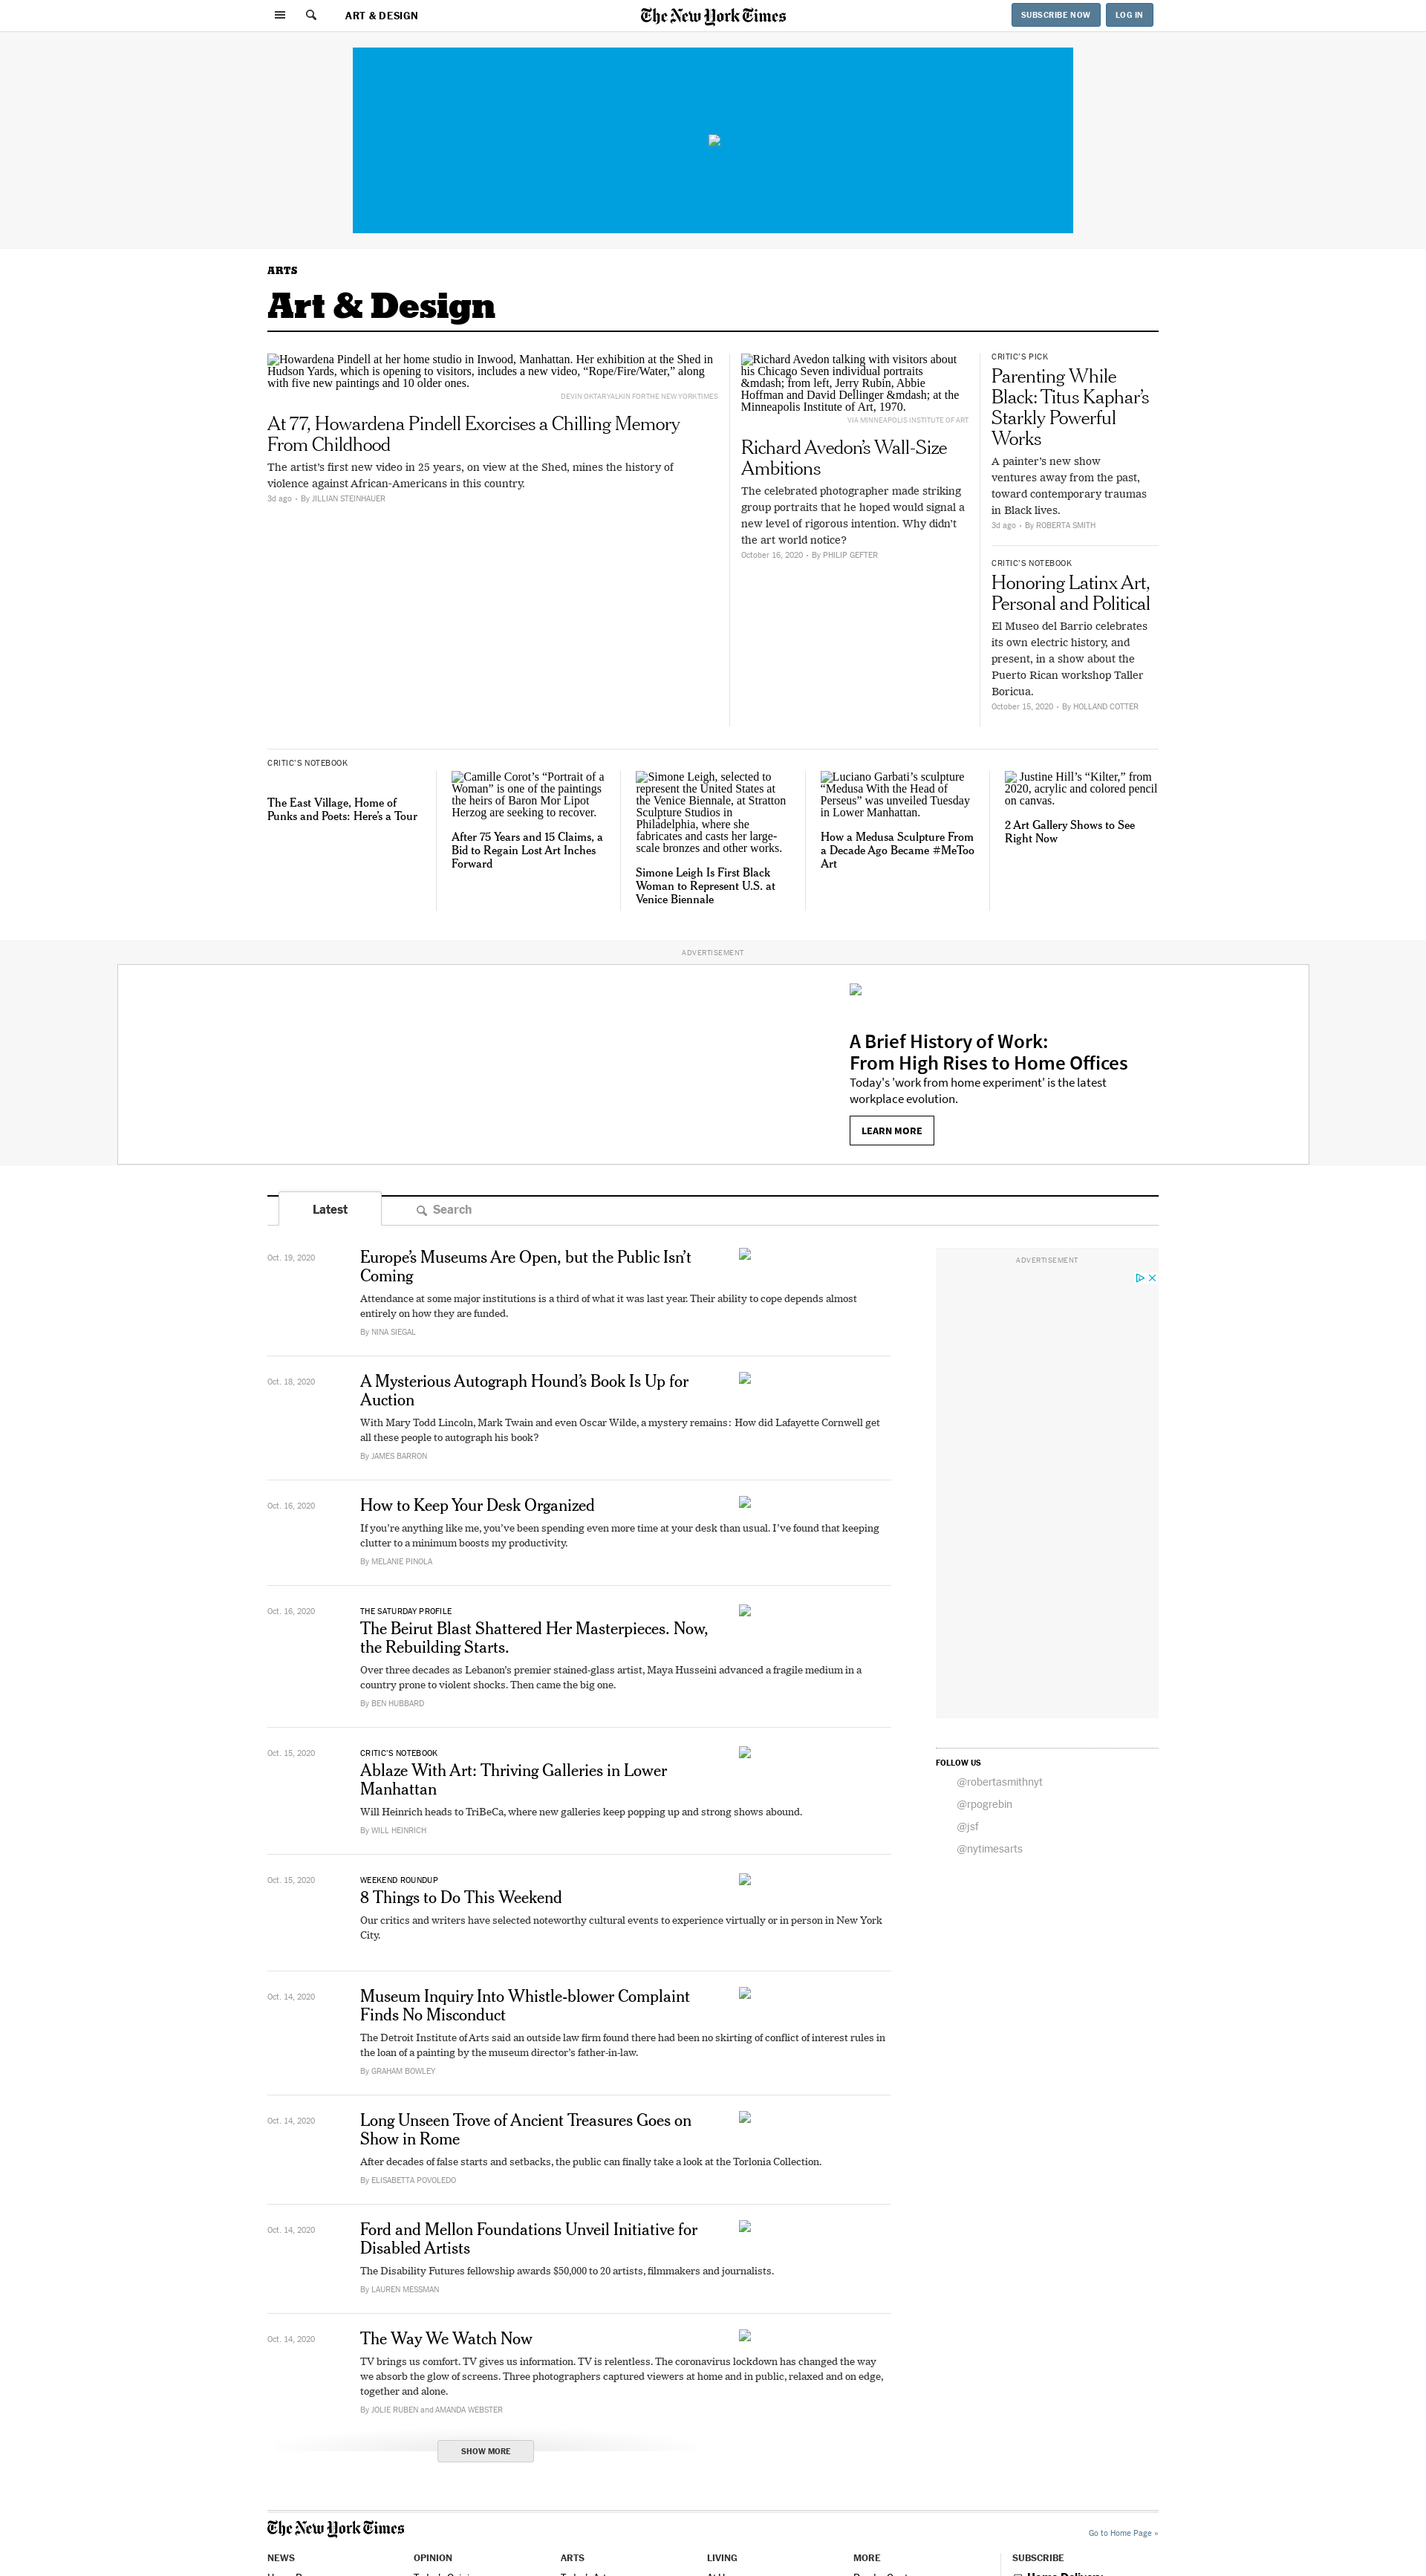 ART & DESIGN
The New York Times
SUBSCRIBE NOW
LOG IN
ARTS
Art & Design
Howardena Pindell at her home studio in Inwood, Manhattan. Her exhibition at the Shed in
Hudson Yards, which is opening to visitors, includes a new video, “Rope/Fire/Water,” along
with five new paintings and 10 older ones.
DEVIN OKTAR YALKIN FOR THE NEW YORK TIMES
At 77, Howardena Pindell Exorcises a Chilling Memory
From Childhood
The artist’s first new video in 25 years, on view at the Shed, mines the history of
violence against African-Americans in this country.
3d ago • By JILLIAN STEINHAUER
Richard Avedon talking with visitors about
his Chicago Seven individual portraits
&mdash; from left, Jerry Rubin, Abbie
Hoffman and David Dellinger &mdash; at the
Minneapolis Institute of Art, 1970.
VIA MINNEAPOLIS INSTITUTE OF ART
Richard Avedon’s Wall-Size
Ambitions
The celebrated photographer made striking
group portraits that he hoped would signal a
new level of rigorous intention. Why didn’t
the art world notice?
October 16, 2020 • By PHILIP GEFTER
CRITIC’S PICK
Parenting While
Black: Titus Kaphar’s
Starkly Powerful
Works
A painter’s new show
ventures away from the past,
toward contemporary traumas
in Black lives.
3d ago • By ROBERTA SMITH
CRITIC’S NOTEBOOK
Honoring Latinx Art,
Personal and Political
El Museo del Barrio celebrates
its own electric history, and
present, in a show about the
Puerto Rican workshop Taller
Boricua.
October 15, 2020 • By HOLLAND COTTER
CRITIC’S NOTEBOOK
The East Village, Home of
Punks and Poets: Here’s a Tour
Camille Corot’s “Portrait of a
Woman” is one of the paintings
the heirs of Baron Mor Lipot
Herzog are seeking to recover.
After 75 Years and 15 Claims, a
Bid to Regain Lost Art Inches
Forward
Simone Leigh, selected to
represent the United States at
the Venice Biennale, at Stratton
Sculpture Studios in
Philadelphia, where she
fabricates and casts her large-
scale bronzes and other works.
Simone Leigh Is First Black
Woman to Represent U.S. at
Venice Biennale
Luciano Garbati’s sculpture
“Medusa With the Head of
Perseus” was unveiled Tuesday
in Lower Manhattan.
How a Medusa Sculpture From
a Decade Ago Became #MeToo
Art
Justine Hill’s “Kilter,” from
2020, acrylic and colored pencil
on canvas.
2 Art Gallery Shows to See
Right Now
ADVERTISEMENT
A Brief History of Work:
From High Rises to Home Offices
Today's 'work from home experiment' is the latest
workplace evolution.
LEARN MORE
Latest
Search
Oct. 19, 2020
Europe’s Museums Are Open, but the Public Isn’t
Coming
Attendance at some major institutions is a third of what it was last year. Their ability to cope depends almost
entirely on how they are funded.
By NINA SIEGAL
ADVERTISEMENT
Oct. 18, 2020
A Mysterious Autograph Hound’s Book Is Up for
Auction
With Mary Todd Lincoln, Mark Twain and even Oscar Wilde, a mystery remains: How did Lafayette Cornwell get
all these people to autograph his book?
By JAMES BARRON
Oct. 16, 2020
How to Keep Your Desk Organized
If you’re anything like me, you’ve been spending even more time at your desk than usual. I’ve found that keeping
clutter to a minimum boosts my productivity.
By MELANIE PINOLA
Oct. 16, 2020
THE SATURDAY PROFILE
The Beirut Blast Shattered Her Masterpieces. Now,
the Rebuilding Starts.
Over three decades as Lebanon’s premier stained-glass artist, Maya Husseini advanced a fragile medium in a
country prone to violent shocks. Then came the big one.
By BEN HUBBARD
Oct. 15, 2020
CRITIC’S NOTEBOOK
Ablaze With Art: Thriving Galleries in Lower
Manhattan
Will Heinrich heads to TriBeCa, where new galleries keep popping up and strong shows abound.
By WILL HEINRICH
FOLLOW US
@robertasmithnyt
@rpogrebin
@jsf
@nytimesarts
Oct. 15, 2020
WEEKEND ROUNDUP
8 Things to Do This Weekend
Our critics and writers have selected noteworthy cultural events to experience virtually or in person in New York
City.
Oct. 14, 2020
Museum Inquiry Into Whistle-blower Complaint
Finds No Misconduct
The Detroit Institute of Arts said an outside law firm found there had been no skirting of conflict of interest rules in
the loan of a painting by the museum director’s father-in-law.
By GRAHAM BOWLEY
Oct. 14, 2020
Long Unseen Trove of Ancient Treasures Goes on
Show in Rome
After decades of false starts and setbacks, the public can finally take a look at the Torlonia Collection.
By ELISABETTA POVOLEDO
Oct. 14, 2020
Ford and Mellon Foundations Unveil Initiative for
Disabled Artists
The Disability Futures fellowship awards $50,000 to 20 artists, filmmakers and journalists.
By LAUREN MESSMAN
Oct. 14, 2020
The Way We Watch Now
TV brings us comfort. TV gives us information. TV is relentless. The coronavirus lockdown has changed the way
we absorb the glow of screens. Three photographers captured viewers at home and in public, relaxed and on edge,
together and alone.
By JOLIE RUBEN and AMANDA WEBSTER
SHOW MORE
The New York Times
Go to Home Page »
NEWS
OPINION
ARTS
LIVING
MORE
SUBSCRIBE